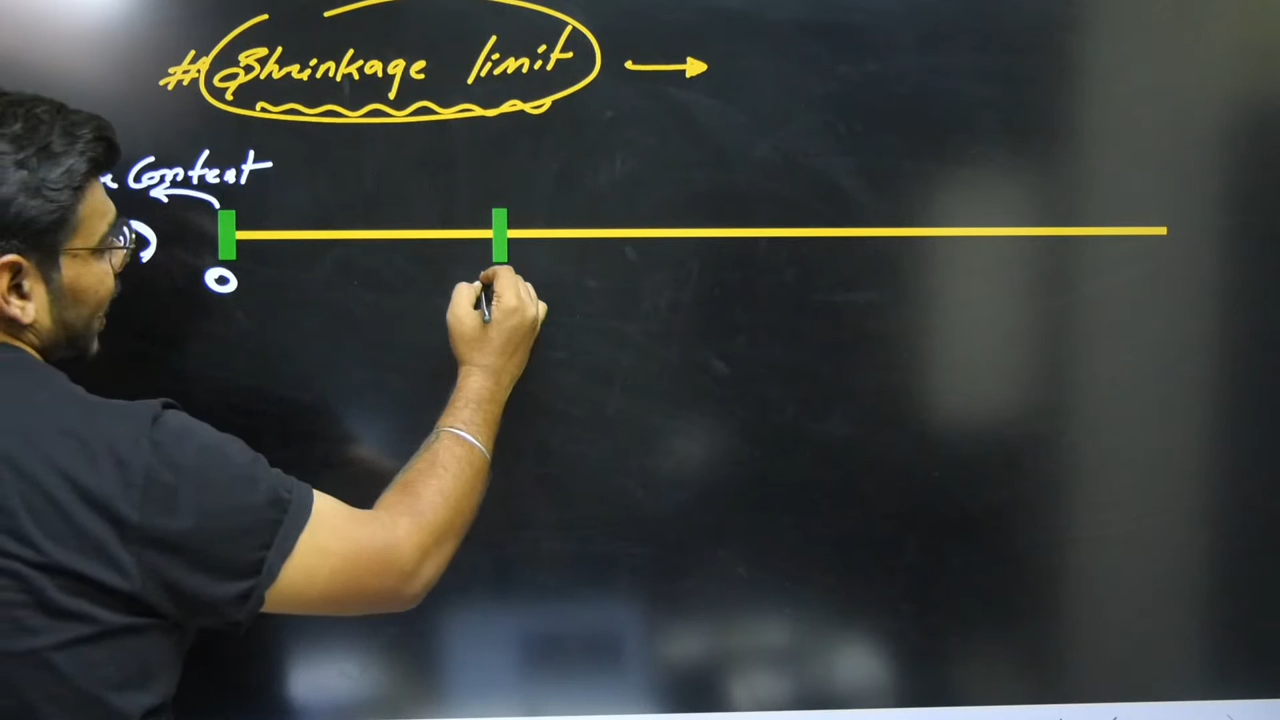 # Shrinkage limit →
Content
0